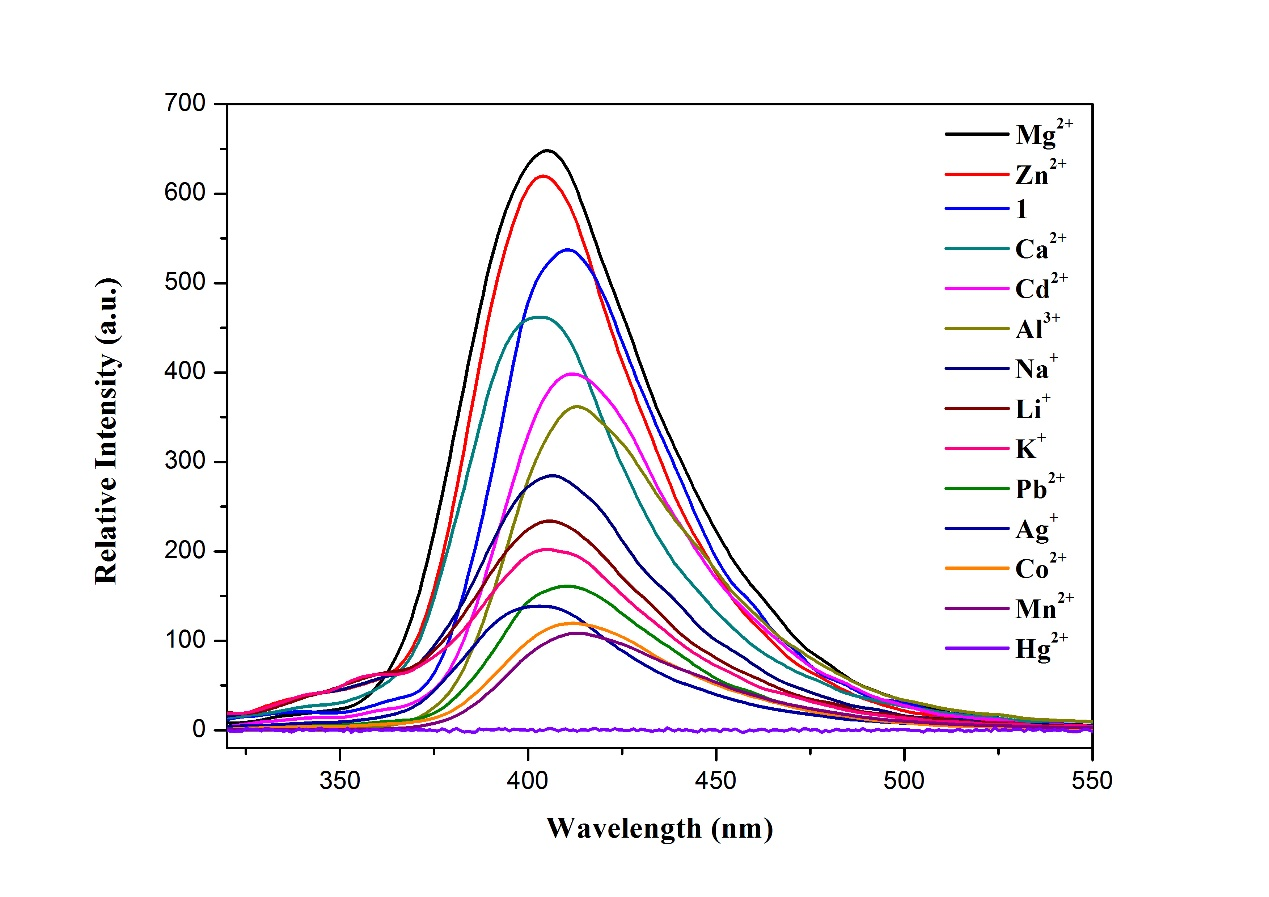 700
600
500
400
300
200
100
0
Relative Intensity (a.u.)
350
400
450
500
550
Wavelength (nm)
Mg²⁺
Zn²⁺
1
Ca²⁺
Cd²⁺
Al³⁺
Na⁺
Li⁺
K⁺
Pb²⁺
Ag⁺
Co²⁺
Mn²⁺
Hg²⁺